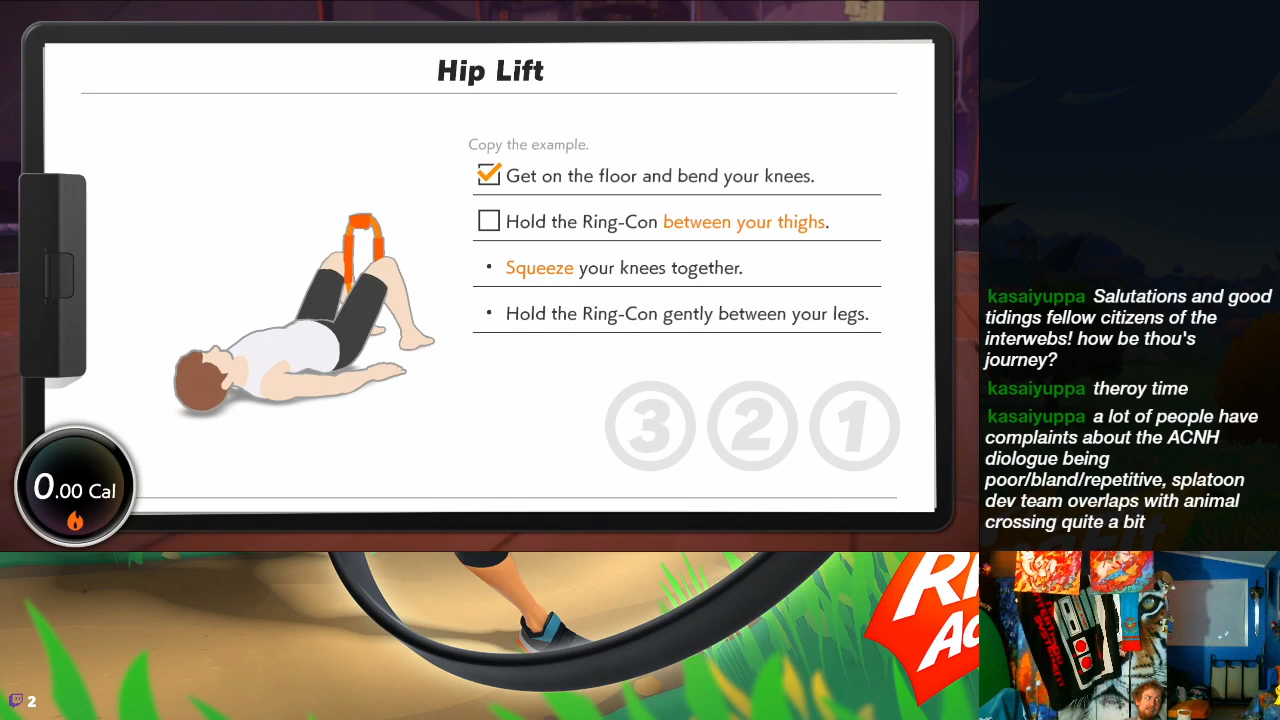 Hip Lift
Copy the example.
Get on the floor and bend your knees.
Hold the Ring-Con between your thighs.
• Squeeze your knees together.
• Hold the Ring-Con gently between your legs.
3 2 1
0.00 Cal
kasaiyuppa Salutations and good
tidings fellow citizens of the
interwebs! how be thou's
journey?
kasaiyuppa theroy time
kasaiyuppa a lot of people have
complaints about the ACNH
diologue being
poor/bland/repetitive, splatoon
dev team overlaps with animal
crossing quite a bit
2